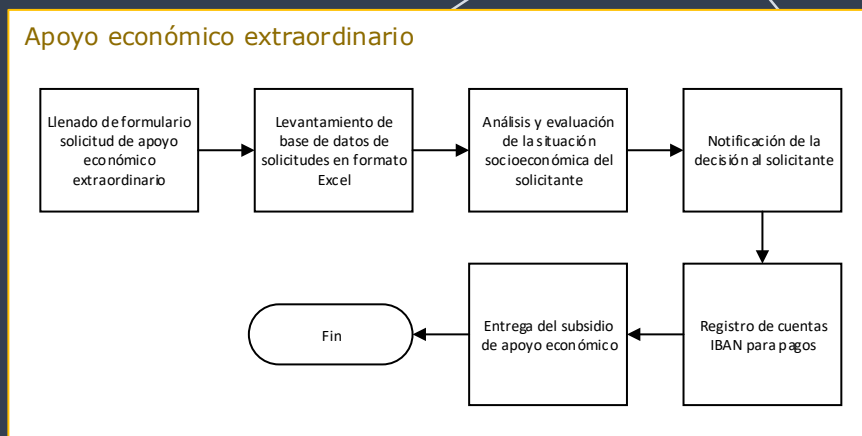 Apoyo económico extraordinario
Llenado de formulario
solicitud de apoyo
económico
extraordinario
Levantamiento de
base de datos de
solicitudes en formato
Excel
Análisis y evaluación
de la situación
socioeconómica del
solicitante
Notificación de la
decisión al solicitante
Registro de cuentas
IBAN para pagos
Entrega del subsidio
de apoyo económico
Fin